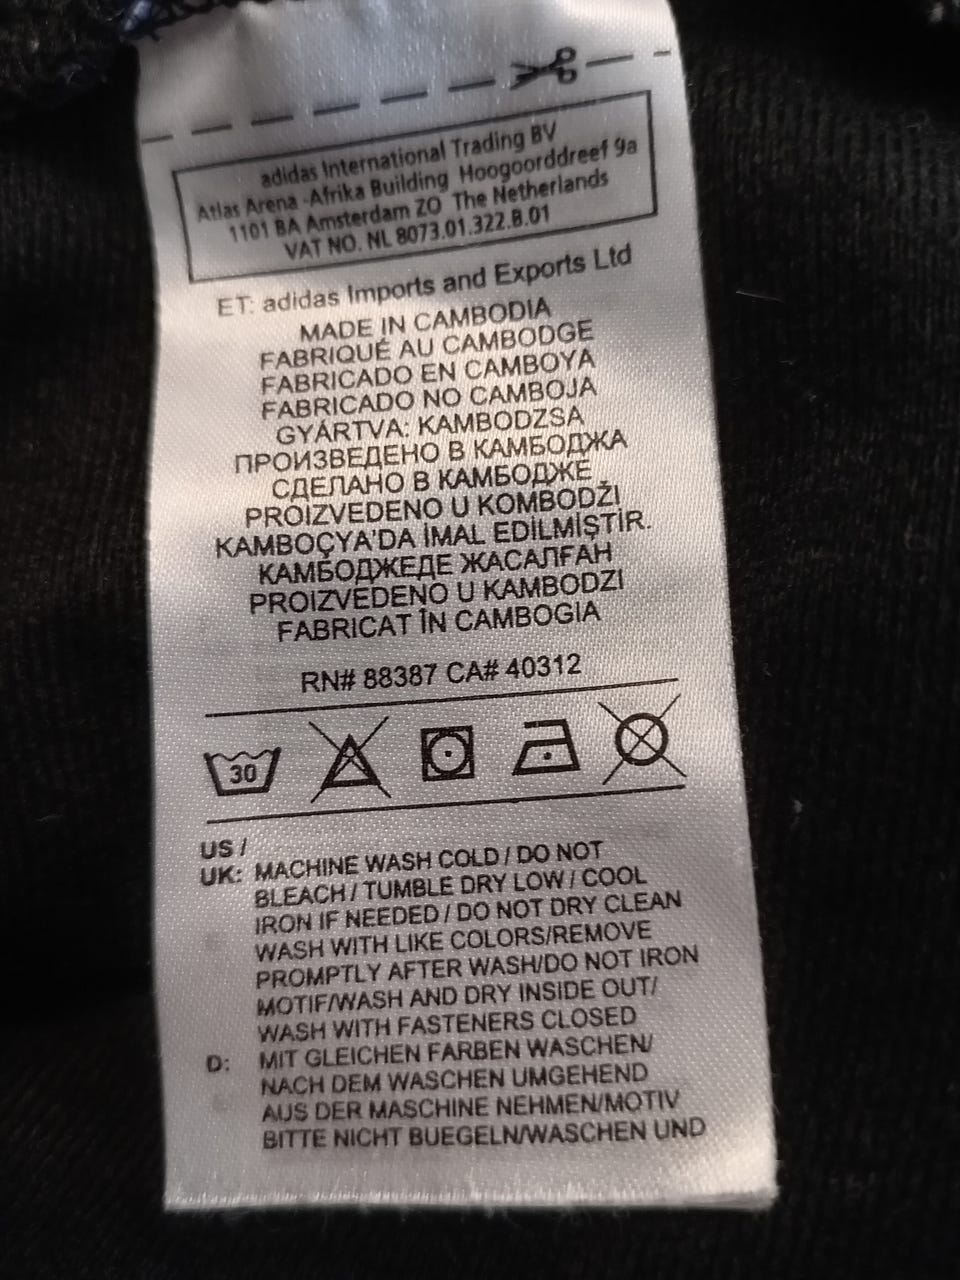 adidas International Trading BV
Atlas Arena -Afrika Building Hoogoorddreef 9a
1101 BA Amsterdam ZO The Netherlands
VAT NO. NL 8073.01.322.B.01
ET: adidas Imports and Exports Ltd
MADE IN CAMBODIA
FABRIQUÉ AU CAMBODGE
FABRICADO EN CAMBOYA
FABRICADO NO CAMBOJA
GYÁRTVA: KAMBODZSA
ПРОИЗВЕДЕНО В КАМБОДЖА
СДЕЛАНО В КАМБОДЖЕ
PROIZVEDENO U KOMBODŽI
KAMBOÇYA'DA İMAL EDİLMİŞTİR.
КАМБОДЖЕДЕ ЖАСАЛҒАН
PROIZVEDENO U KAMBODZI
FABRICAT ÎN CAMBOGIA
RN# 88387 CA# 40312
30
US /
UK: MACHINE WASH COLD / DO NOT
BLEACH / TUMBLE DRY LOW / COOL
IRON IF NEEDED / DO NOT DRY CLEAN
WASH WITH LIKE COLORS/REMOVE
PROMPTLY AFTER WASH/DO NOT IRON
MOTIF/WASH AND DRY INSIDE OUT/
WASH WITH FASTENERS CLOSED
D: MIT GLEICHEN FARBEN WASCHEN/
NACH DEM WASCHEN UMGEHEND
AUS DER MASCHINE NEHMEN/MOTIV
BITTE NICHT BUEGELN/WASCHEN UND